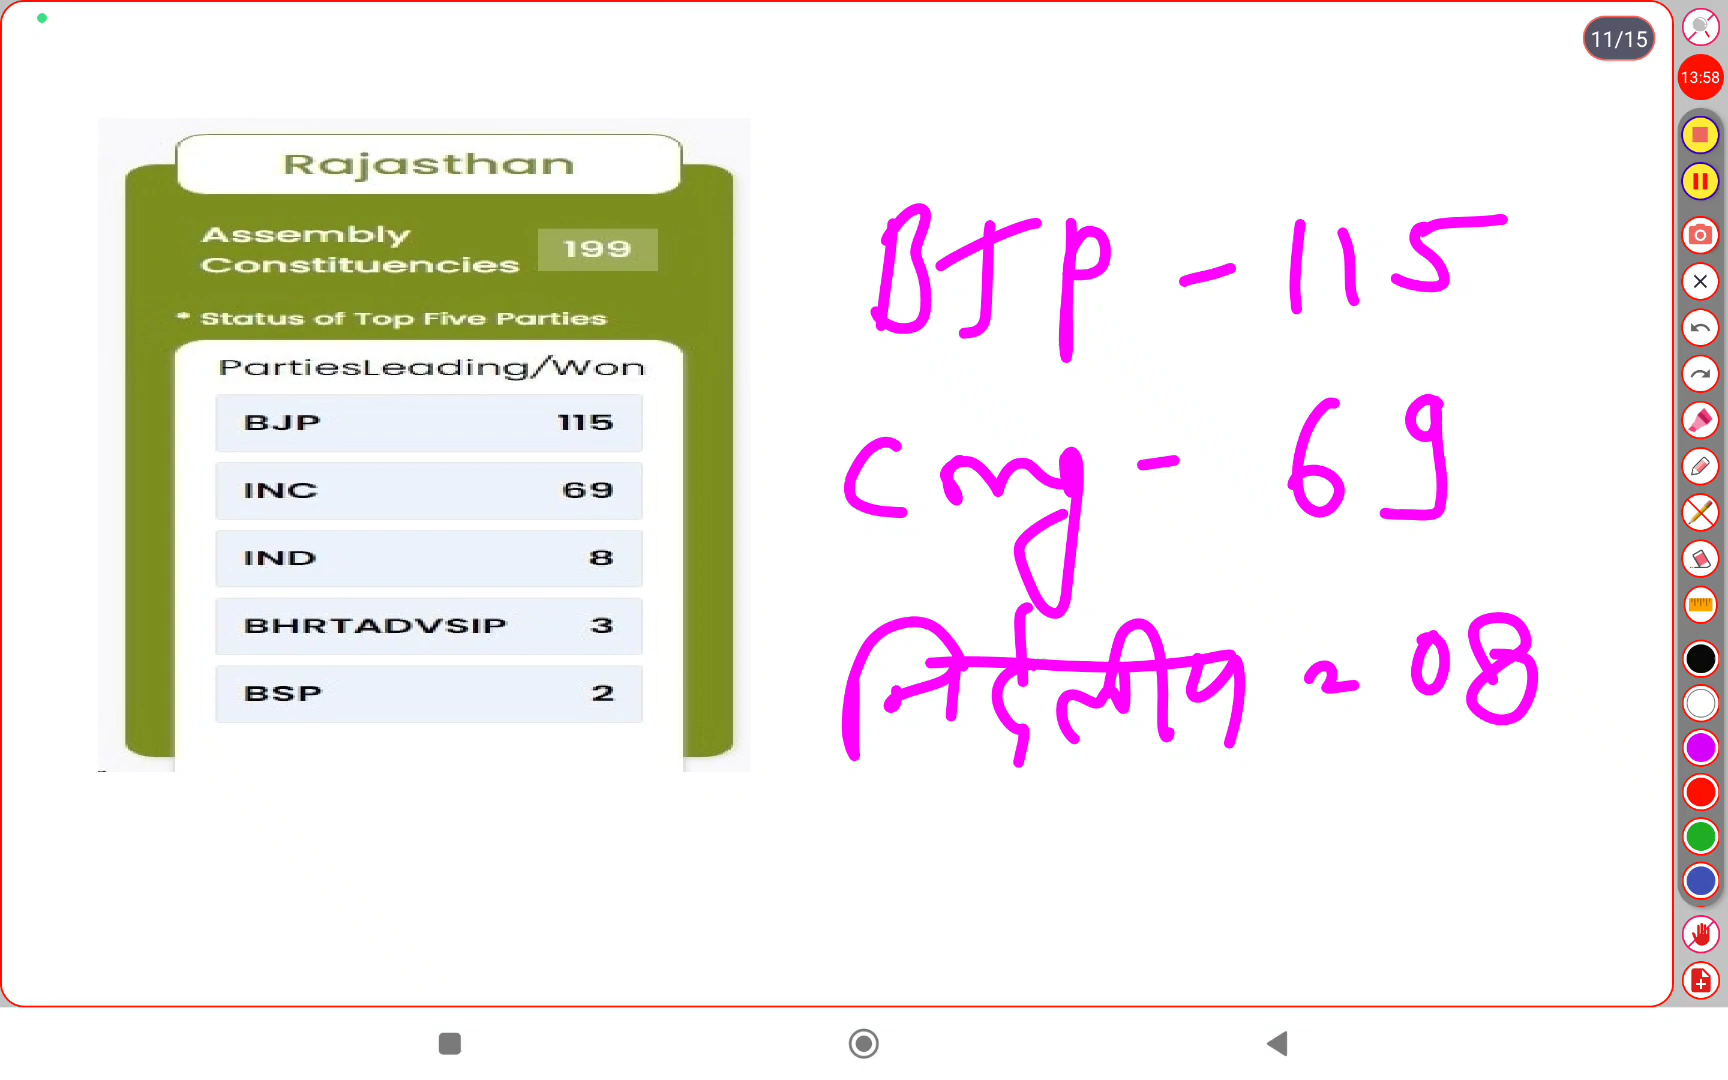 11/15
13:58
Rajasthan
Assembly
Constituencies 199
* Status of Top Five Parties
PartiesLeading/Won
BJP 115
INC 69
IND 8
BHRTADVSIP 3
BSP 2
BJP - 115
Cong - 69
निर्दलीय = 08